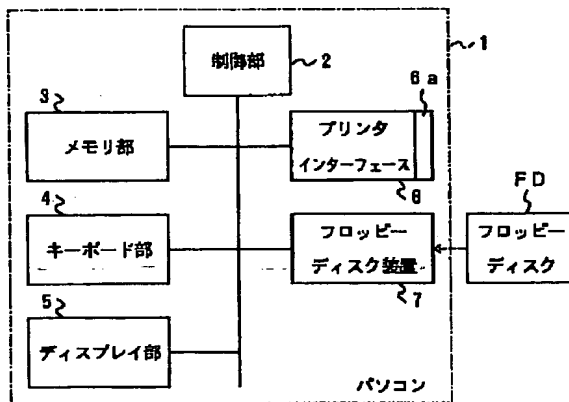 1
制御部
2
6a
3
メモリ部
プリンタ
インターフェース
6
4
キーボード部
フロッピー
ディスク装置
7
FD
フロッピー
ディスク
5
ディスプレイ部
パソコン